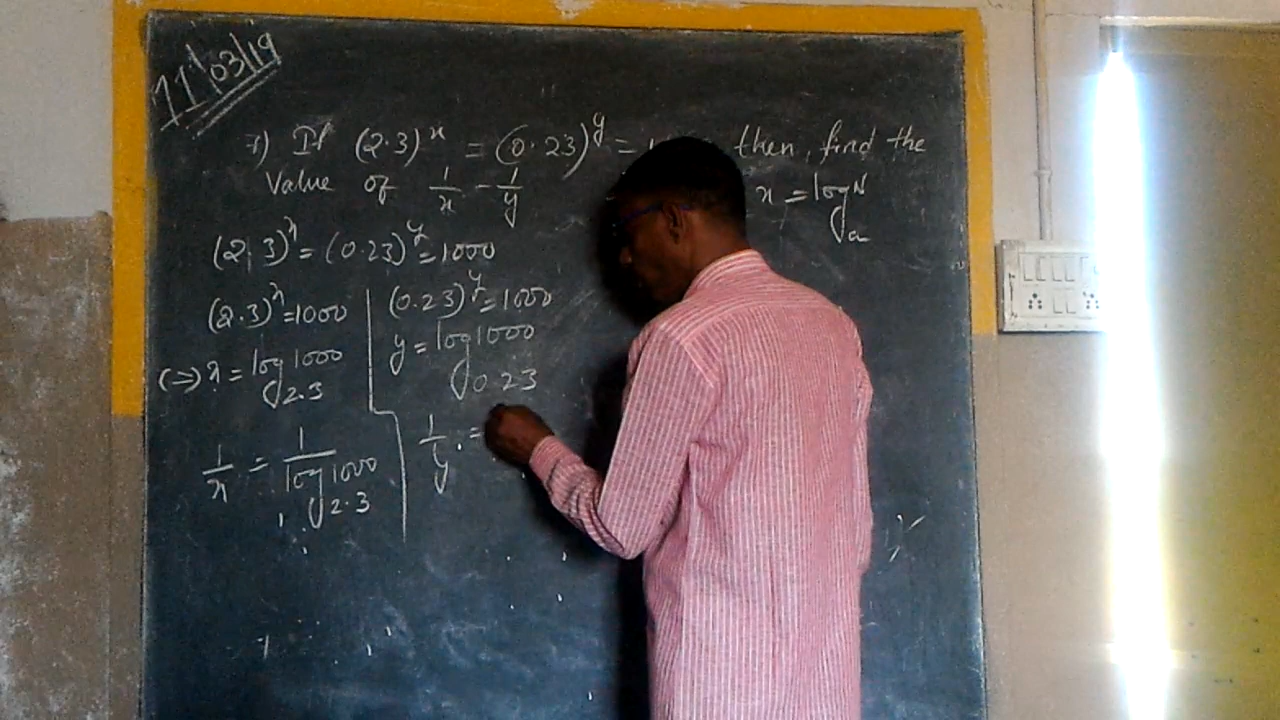 11/03/19
7) If (2.3)^x = (0.23)^y = then, find the
Value of 1/x - 1/y
x = log N a
(2.3)^x = (0.23)^y = 1000
(2.3)^x = 1000
(=>) x = log 1000 2.3
1/x = 1/log 1000 2.3
(0.23)^y = 1000
y = log 1000 0.23
1/y =